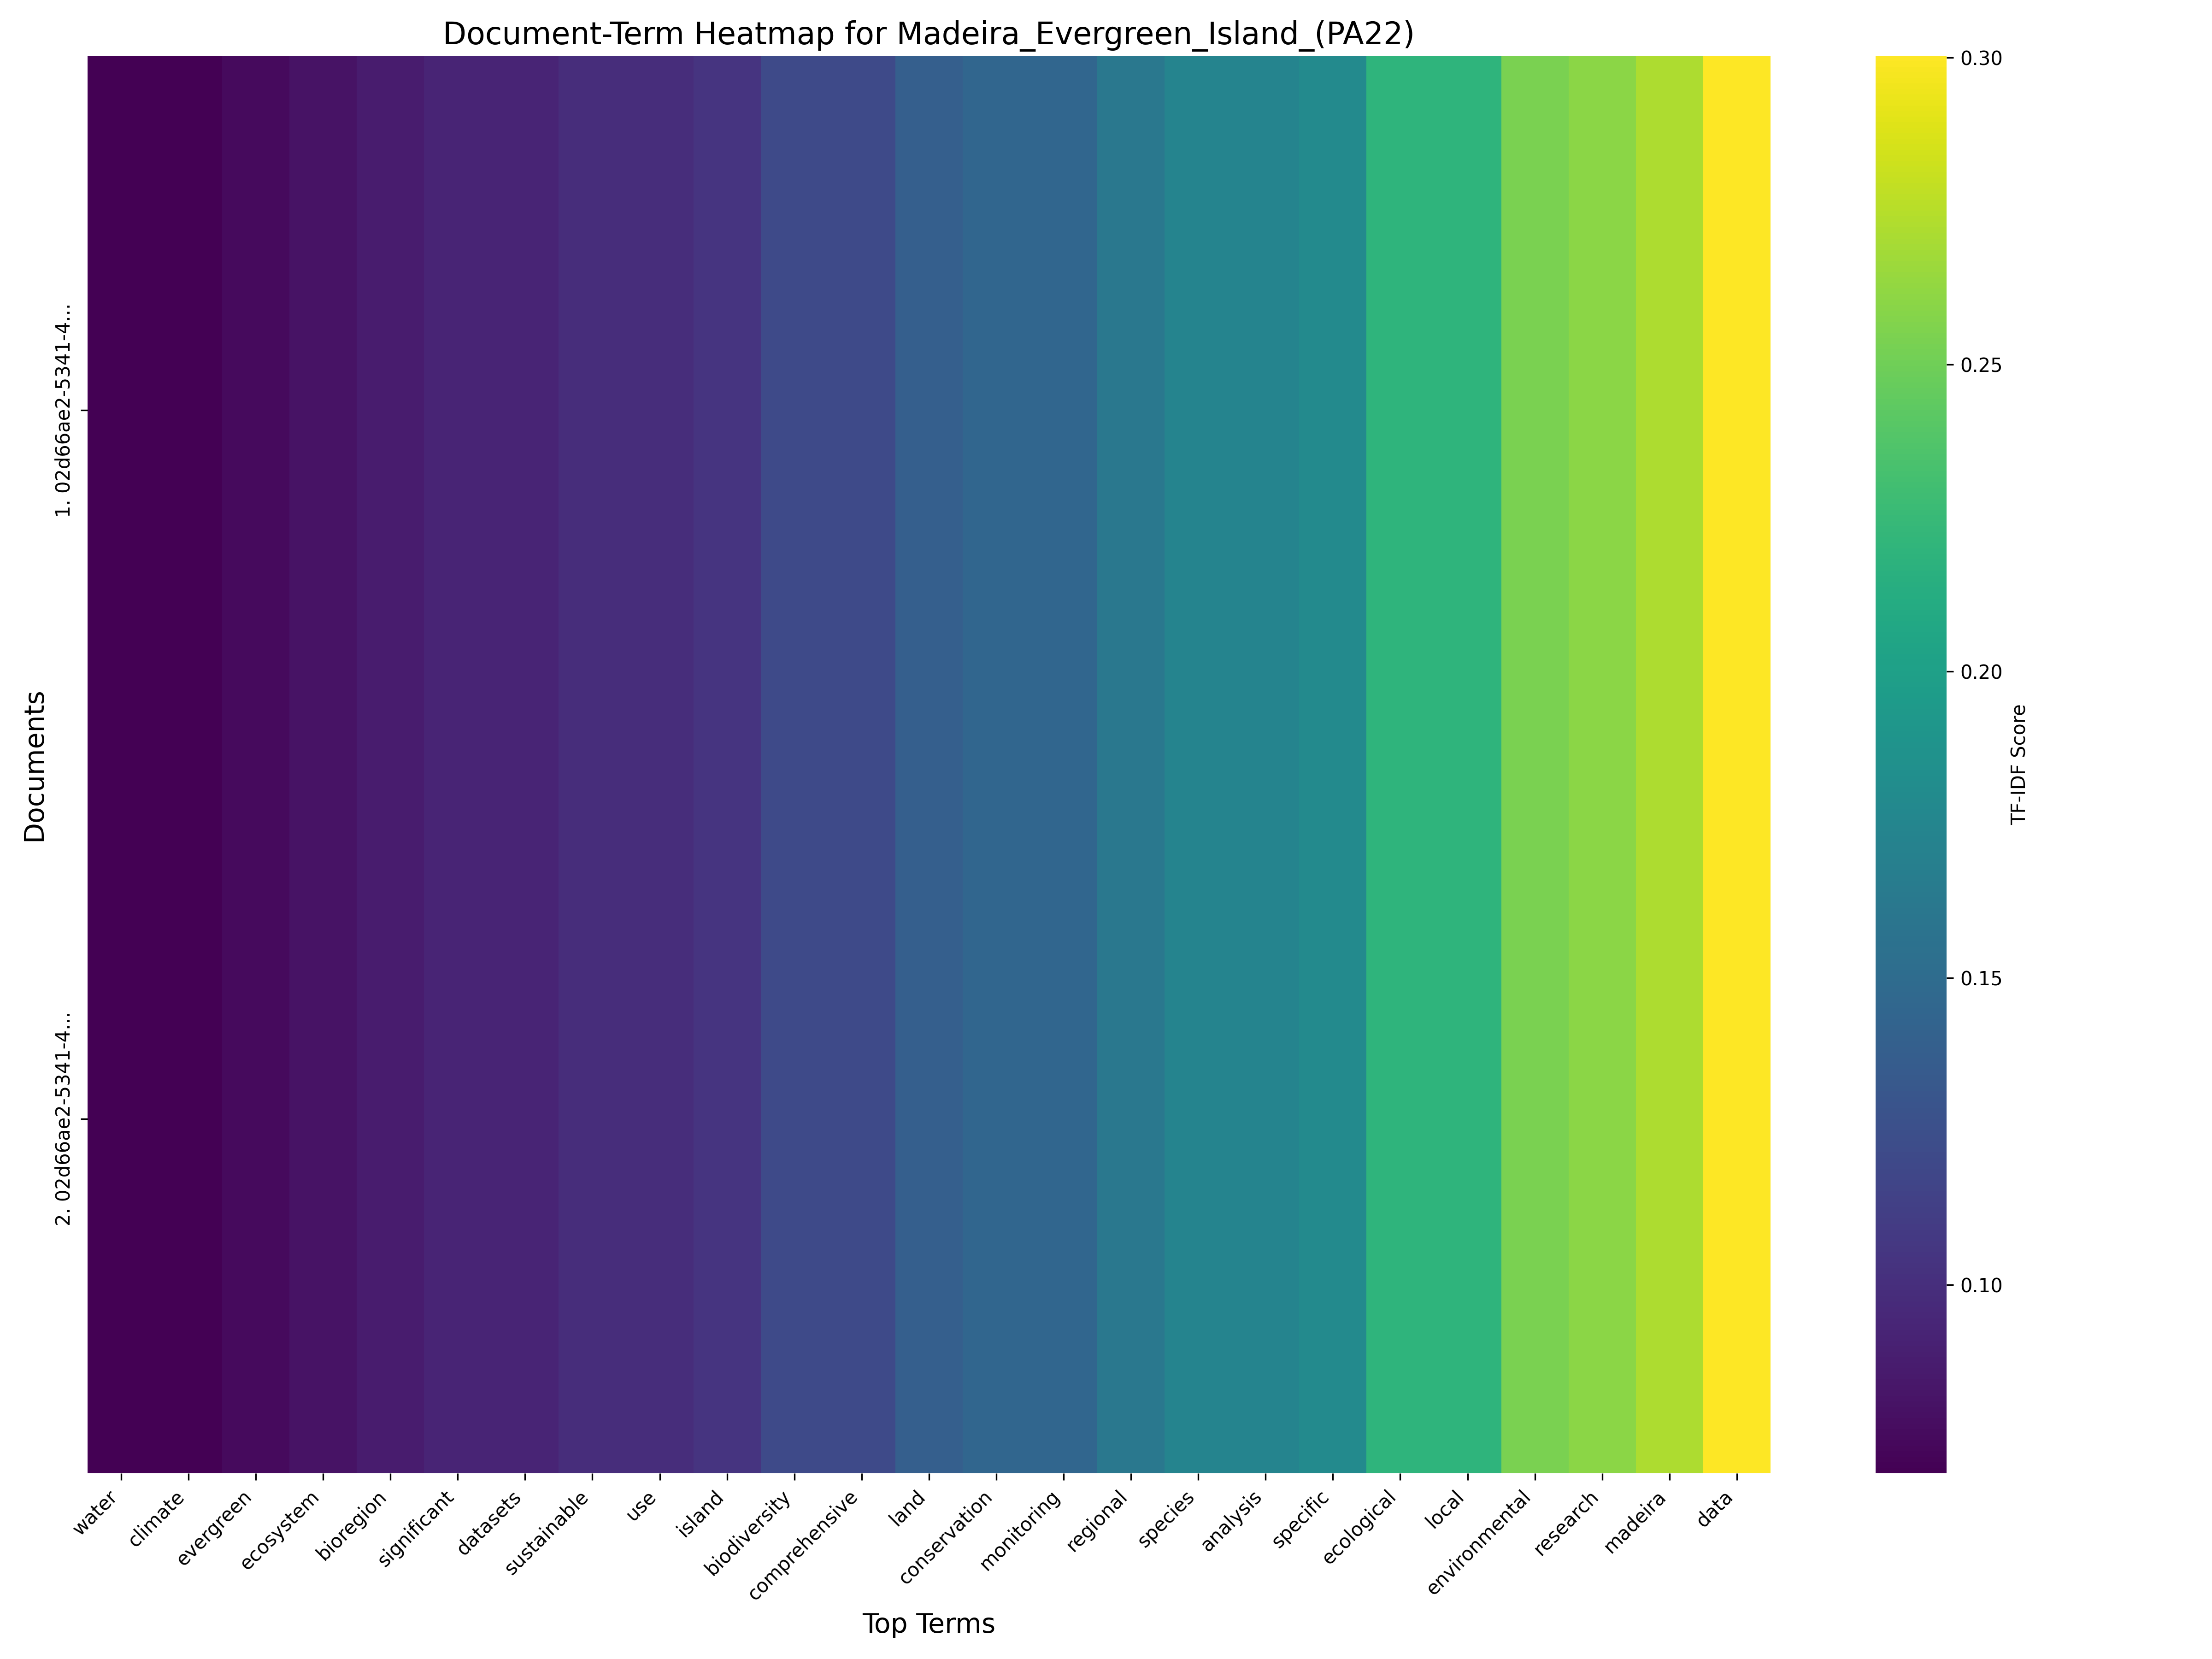 Document-Term Heatmap for Madeira_Evergreen_Island_(PA22)
Documents
1. 02d66ae2-5341-4...
2. 02d66ae2-5341-4...
water
climate
evergreen
ecosystem
bioregion
significant
datasets
sustainable
use
island
biodiversity
comprehensive
land
conservation
monitoring
regional
species
analysis
specific
ecological
local
environmental
research
madeira
data
Top Terms
0.30
0.25
0.20
0.15
0.10
TF-IDF Score